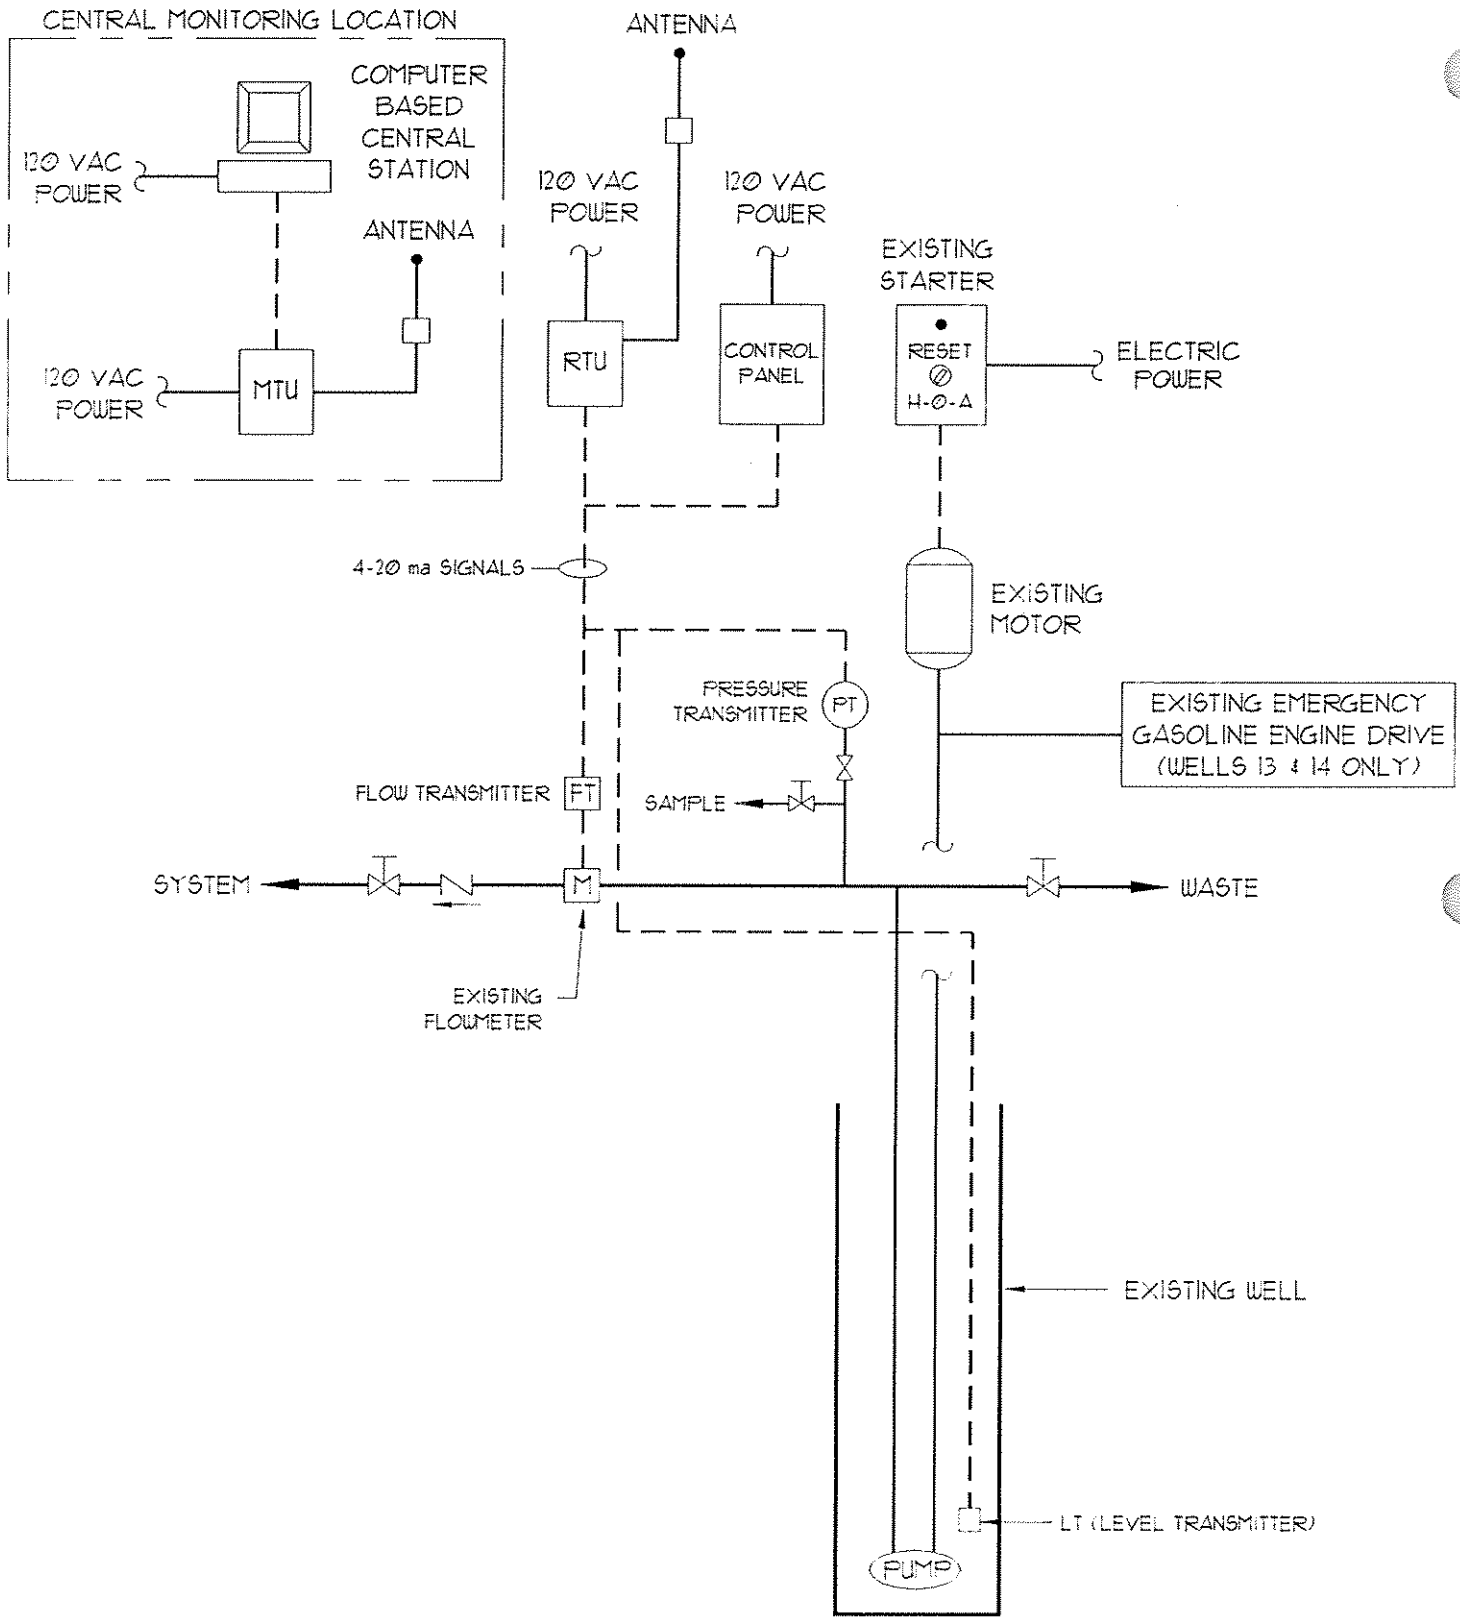 CENTRAL MONITORING LOCATION
COMPUTER
BASED
CENTRAL
STATION
120 VAC
POWER
ANTENNA
120 VAC
POWER
MTU
ANTENNA
120 VAC
POWER
RTU
120 VAC
POWER
CONTROL
PANEL
EXISTING
STARTER
RESET
H-O-A
ELECTRIC
POWER
4-20 ma SIGNALS
EXISTING
MOTOR
PRESSURE
TRANSMITTER
PT
EXISTING EMERGENCY
GASOLINE ENGINE DRIVE
(WELLS 13 & 14 ONLY)
FLOW TRANSMITTER
FT
SAMPLE
SYSTEM
M
WASTE
EXISTING
FLOWMETER
EXISTING WELL
LT (LEVEL TRANSMITTER)
PUMP